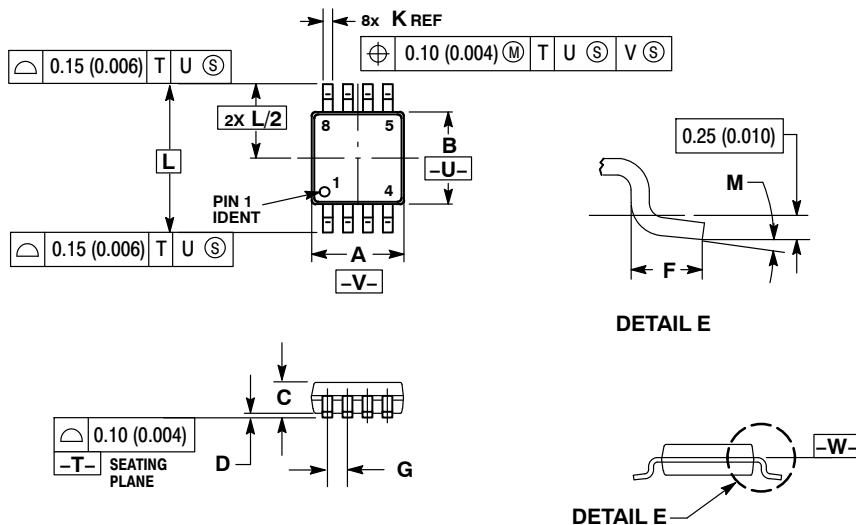 8x K REF
⌖ 0.10 (0.004) Ⓜ T U Ⓢ V Ⓢ
⌓ 0.15 (0.006) T U Ⓢ
2X L/2
8 5
B
–U–
L
PIN 1
IDENT
1 4
⌓ 0.15 (0.006) T U Ⓢ
A
–V–
0.25 (0.010)
M
F
DETAIL E
C
⌓ 0.10 (0.004)
–T– SEATING
PLANE
D
G
–W–
DETAIL E